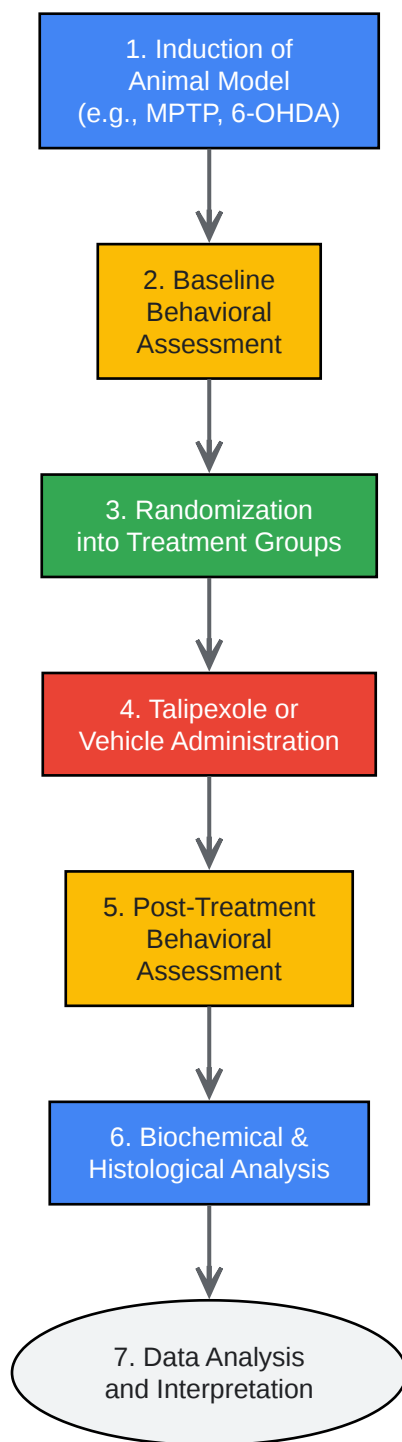 1. Induction of
Animal Model
(e.g., MPTP, 6-OHDA)
2. Baseline
Behavioral
Assessment
3. Randomization
into Treatment Groups
4. Talipexole or
Vehicle Administration
5. Post-Treatment
Behavioral
Assessment
6. Biochemical &
Histological Analysis
7. Data Analysis
and Interpretation